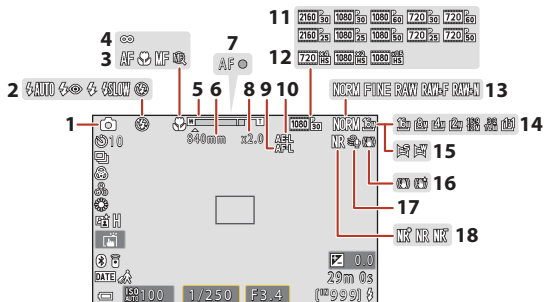 11 2160 30 1080 30 1080 60 720 30 720 60
2160 25 1080 25 1080 50 720 25 720 50
4
7
12 720 HS 1080 HS 1080 HS
3 AF MF
AF
2 AUTO SLOW
5 6 8 9 10
NORM FINE RAW RAW+F RAW+N 13
1
W T
1080 30 NORM 16M
14
840mm x2.0 AE-L
AF-L
NR
10
15
16
17
H
NR NR NR 18
0.0
DATE
29m 0s
ISO AUTO 100 1/250 F3.4 [IN 999]